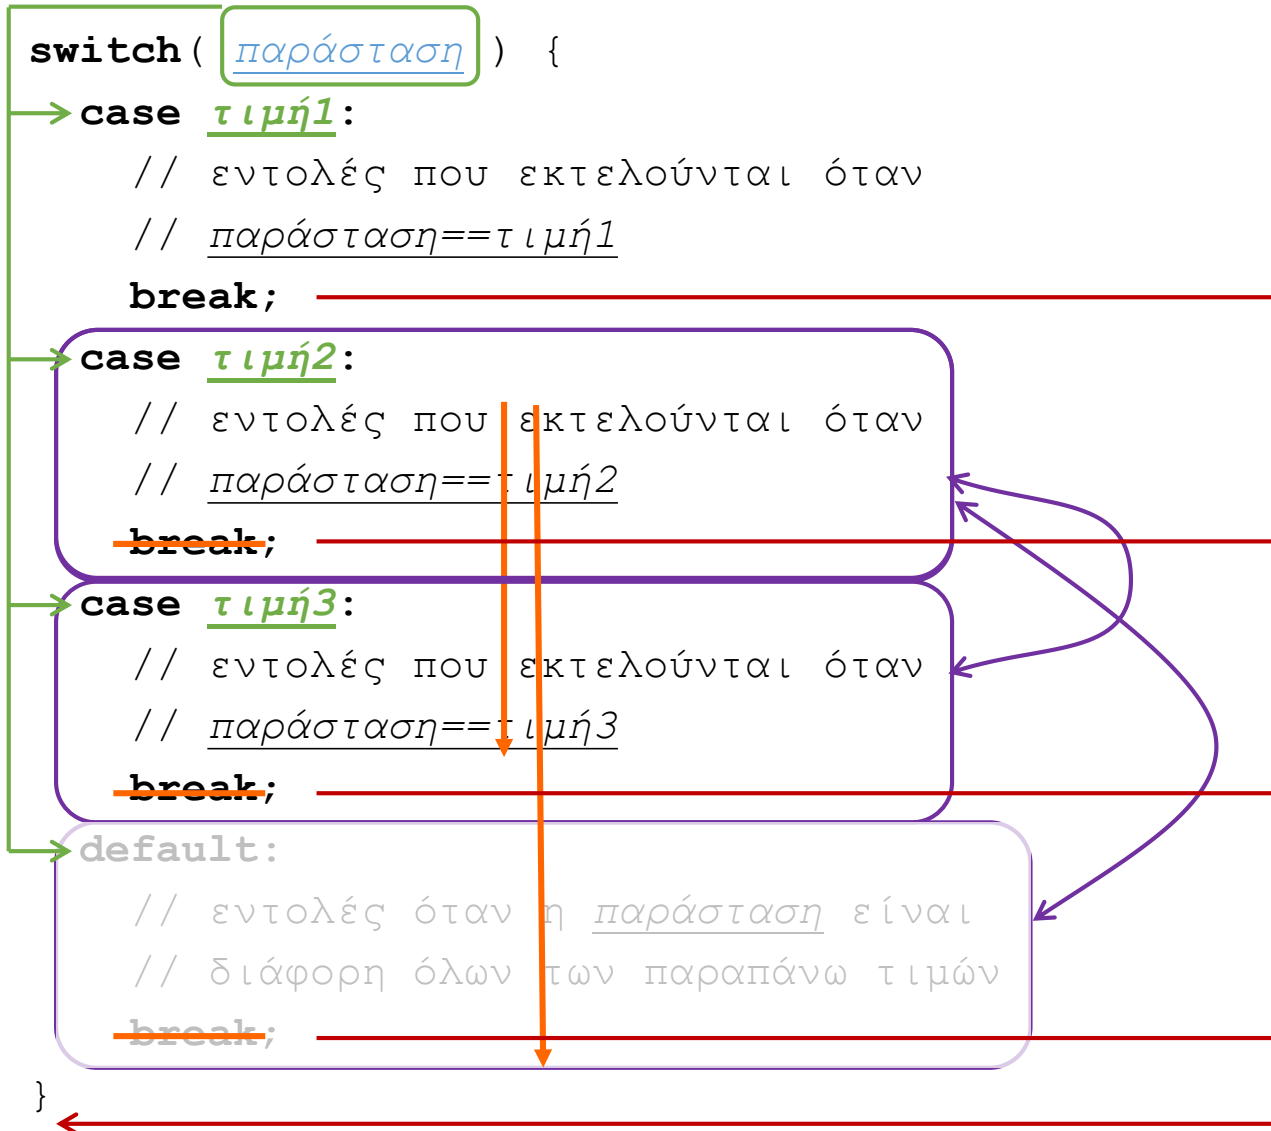 switch( παράσταση ) {
case τιμή1:
// εντολές που εκτελούνται όταν
// παράσταση==τιμή1
break;
case τιμή2:
// εντολές που εκτελούνται όταν
// παράσταση==τιμή2
break;
case τιμή3:
// εντολές που εκτελούνται όταν
// παράσταση==τιμή3
break;
default:
// εντολές όταν η παράσταση είναι
// διάφορη όλων των παραπάνω τιμών
break;
}